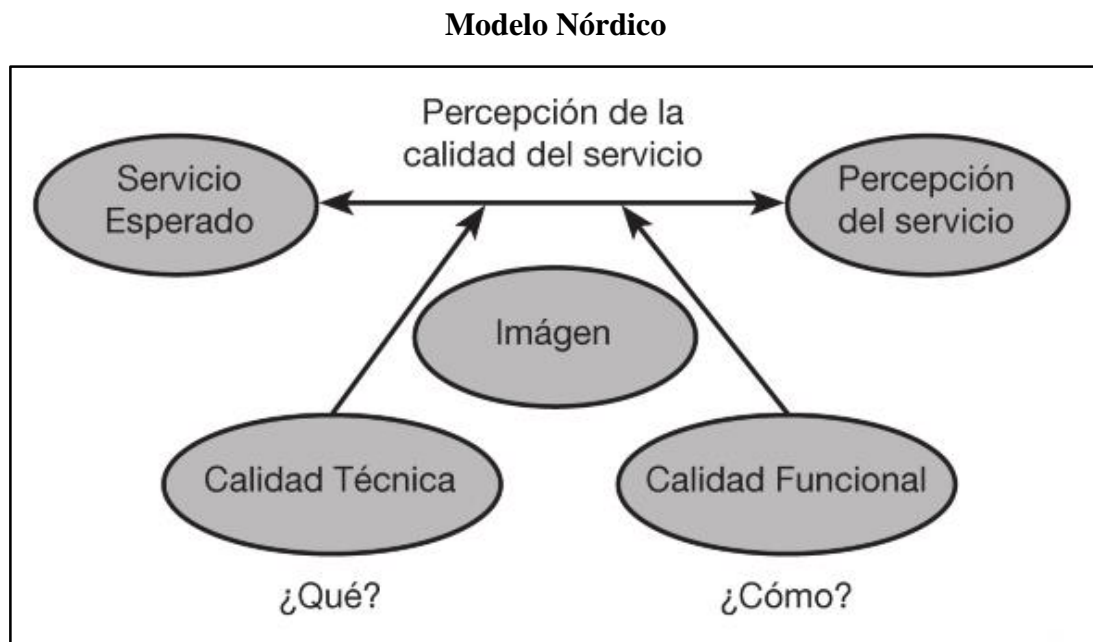 Modelo Nórdico
Percepción de la
calidad del servicio
Servicio
Esperado
Percepción
del servicio
Imágen
Calidad Técnica
Calidad Funcional
¿Qué?
¿Cómo?